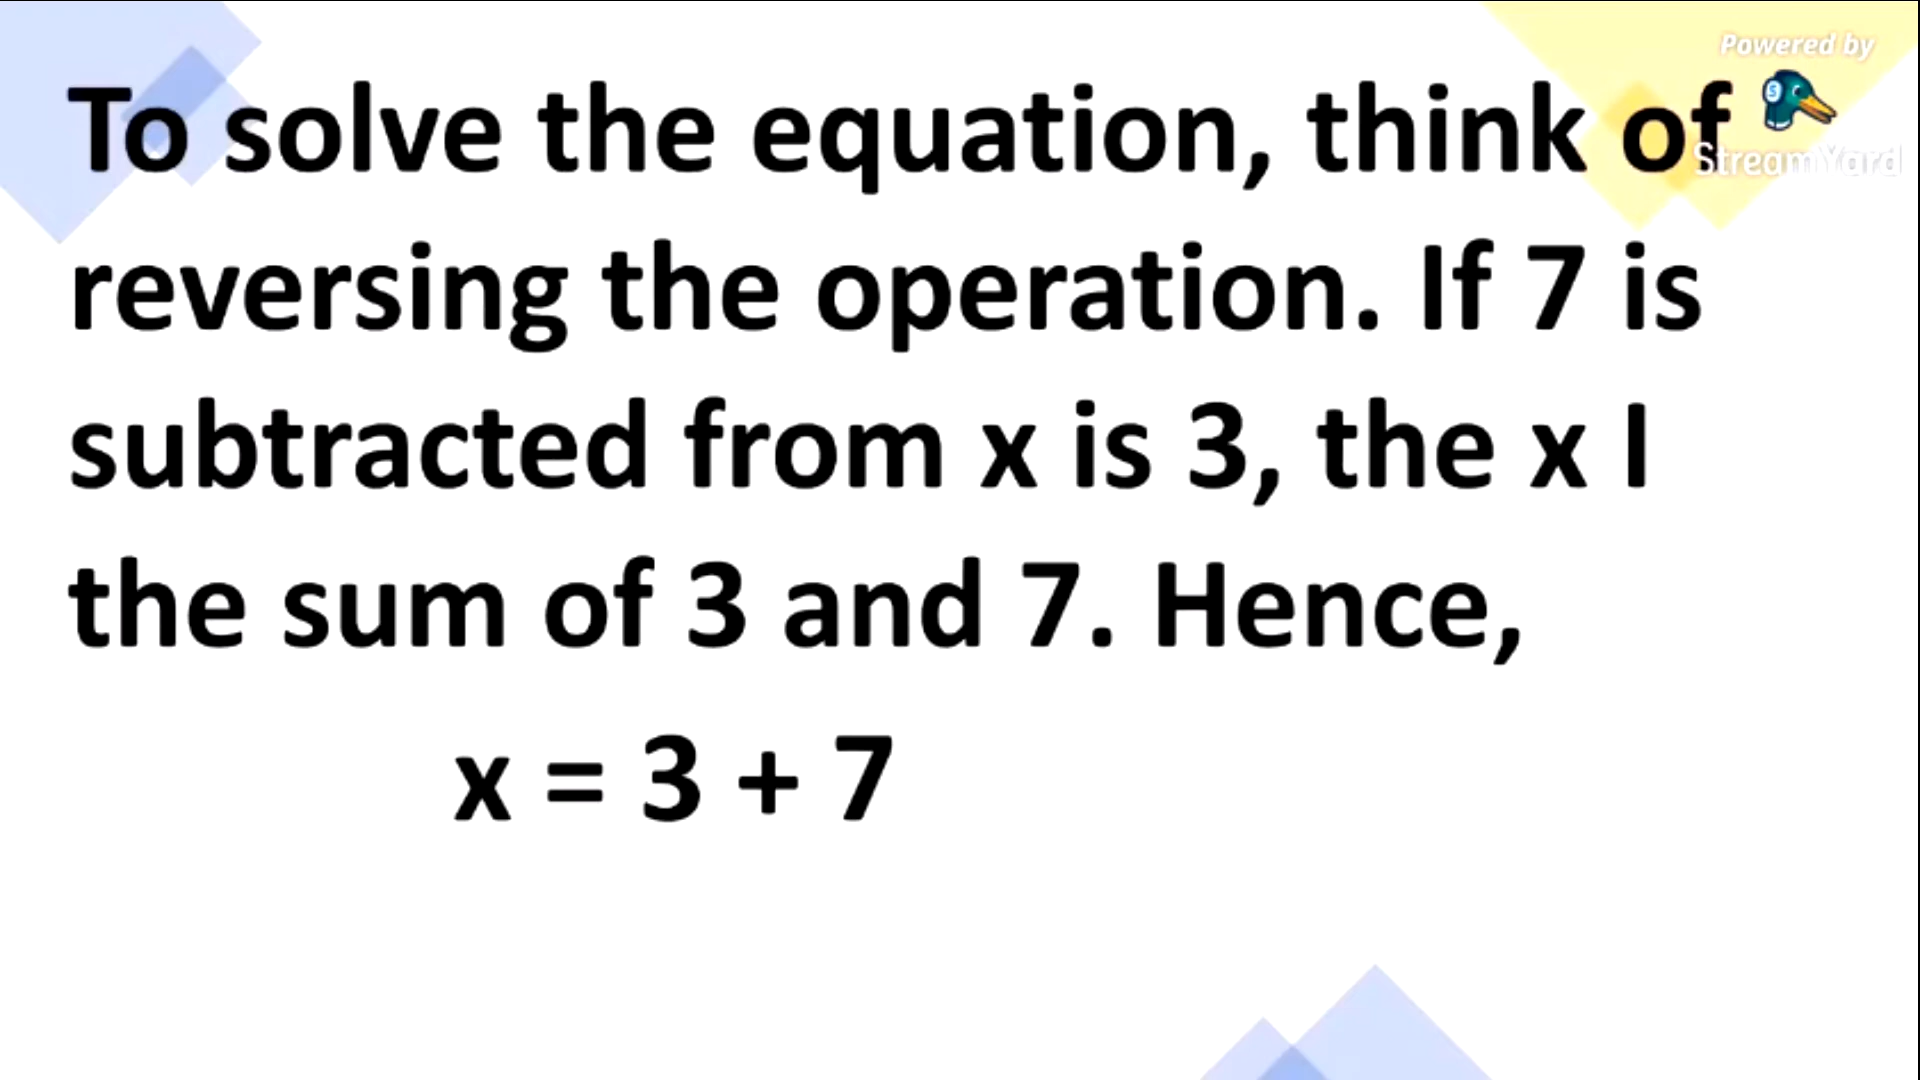 Powered by
StreamYard
To solve the equation, think of
reversing the operation. If 7 is
subtracted from x is 3, the x I
the sum of 3 and 7. Hence,
x = 3 + 7